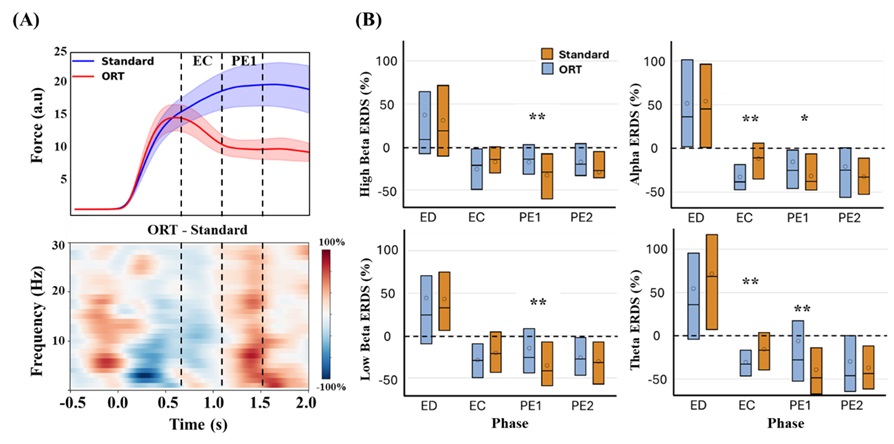 (A)
25
20
15
10
5
Force (a.u)
Standard
ORT
EC
PE1
ORT - Standard
30
20
10
Frequency (Hz)
100%
-100%
-0.5
0.0
0.5
1.0
1.5
2.0
Time (s)
(B)
Standard
ORT
High Beta ERDS (%)
100
50
0
-50
**
ED
EC
PE1
PE2
Alpha ERDS (%)
100
50
0
-50
**
*
ED
EC
PE1
PE2
Low Beta ERDS (%)
100
50
0
-50
**
ED
EC
PE1
PE2
Theta ERDS (%)
100
50
0
-50
**
**
ED
EC
PE1
PE2
Phase